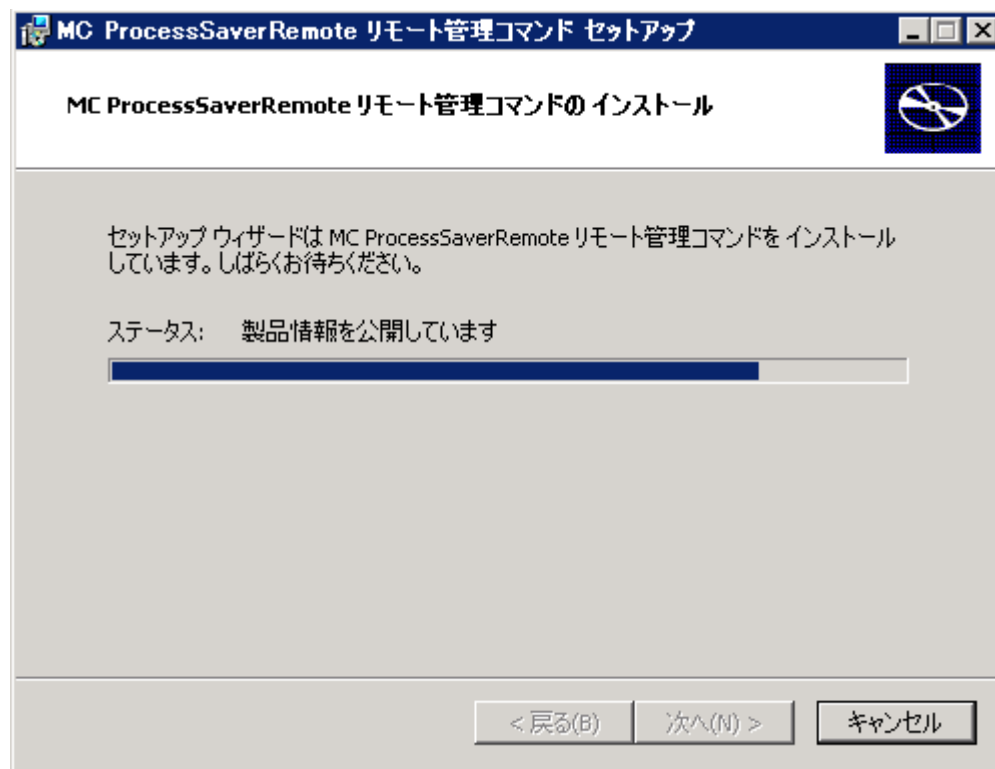 MC ProcessSaverRemote リモート管理コマンド セットアップ
MC ProcessSaverRemote リモート管理コマンドの インストール
セットアップ ウィザードは MC ProcessSaverRemote リモート管理コマンドを インストール
しています。しばらくお待ちください。
ステータス: 製品情報を公開しています
< 戻る(B) 次へ(N) > キャンセル